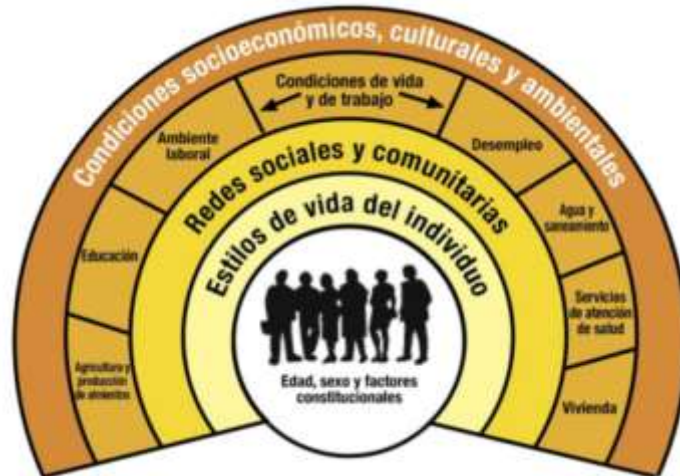 Condiciones socioeconómicos, culturales y ambientales
Condiciones de vida
y de trabajo
Ambiente
laboral
Desempleo
Educación
Agua y
saneamiento
Agricultura y
producción
de alimentos
Servicios
de atención
de salud
Vivienda
Redes sociales y comunitarias
Estilos de vida del individuo
Edad, sexo y factores
constitucionales